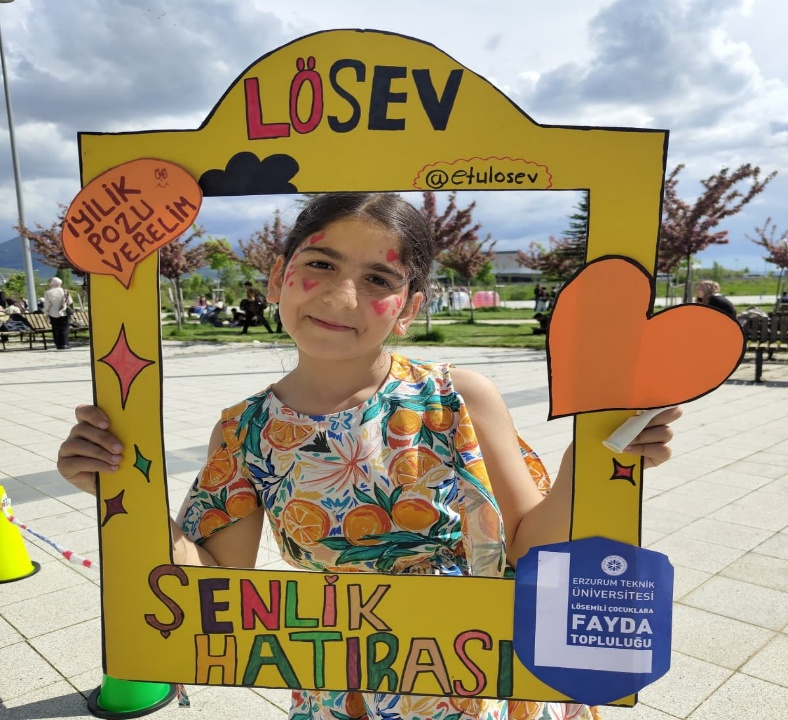 LÖSEV
@etulosev
İYİLİK
POZU
VERELİM
ŞENLİK
HATIRASI
ERZURUM TEKNİK
ÜNİVERSİTESİ
LÖSEMİLİ ÇOCUKLARA
FAYDA
TOPLULUĞU